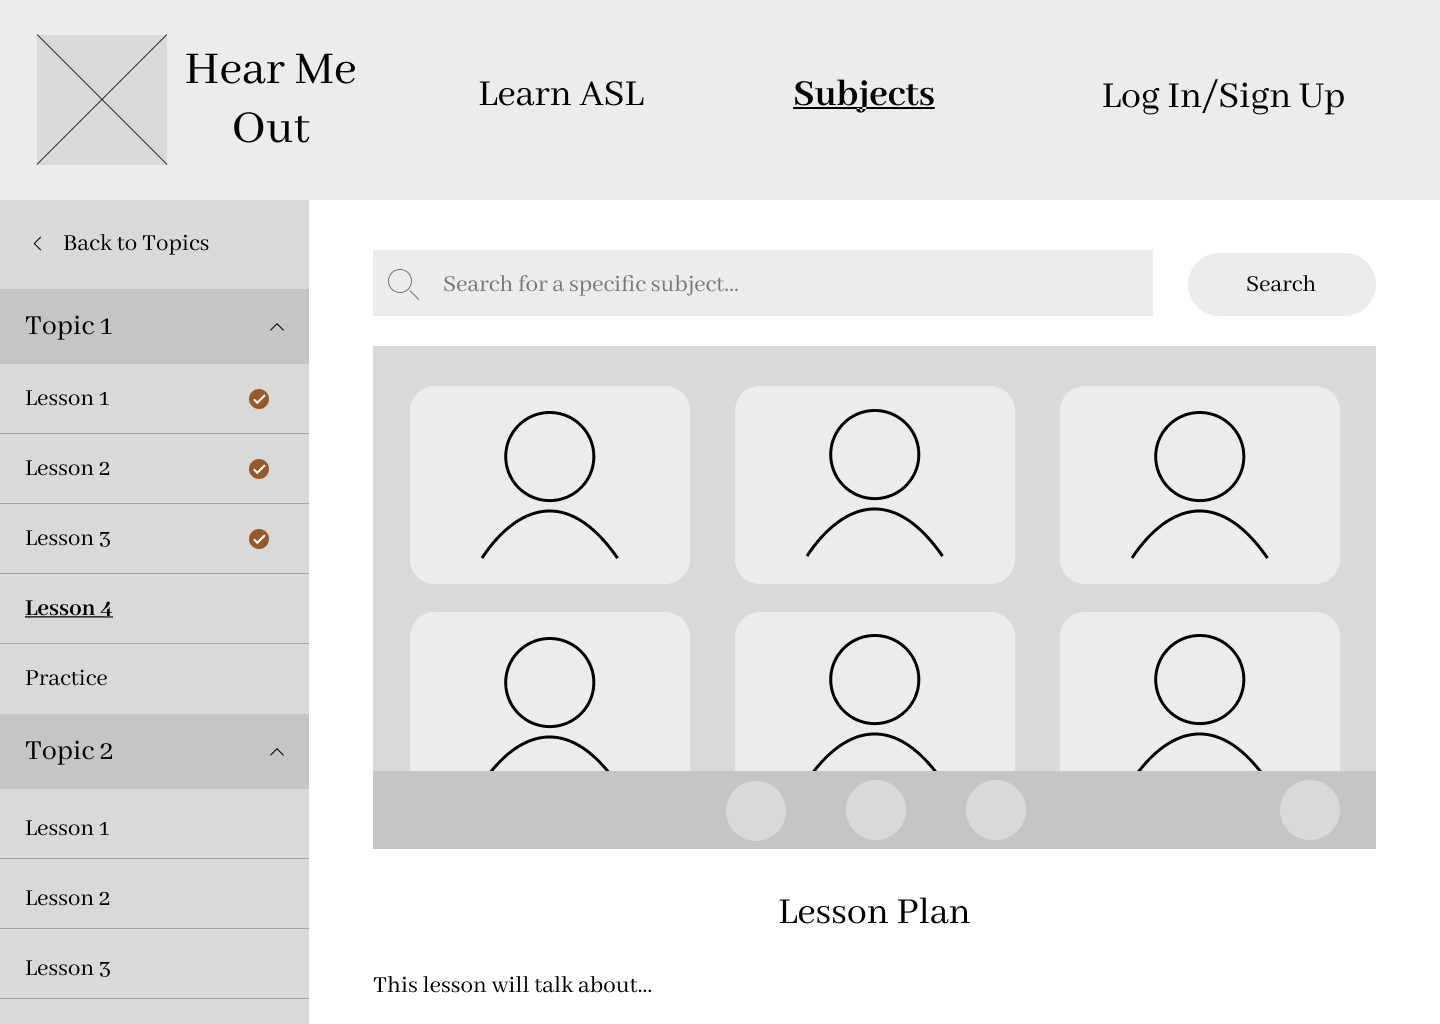 Hear Me
Out
Learn ASL
Subjects
Log In/Sign Up
Back to Topics
Topic 1
Lesson 1
Lesson 2
Lesson 3
Lesson 4
Practice
Topic 2
Lesson 1
Lesson 2
Lesson 3
Search for a specific subject...
Search
Lesson Plan
This lesson will talk about...